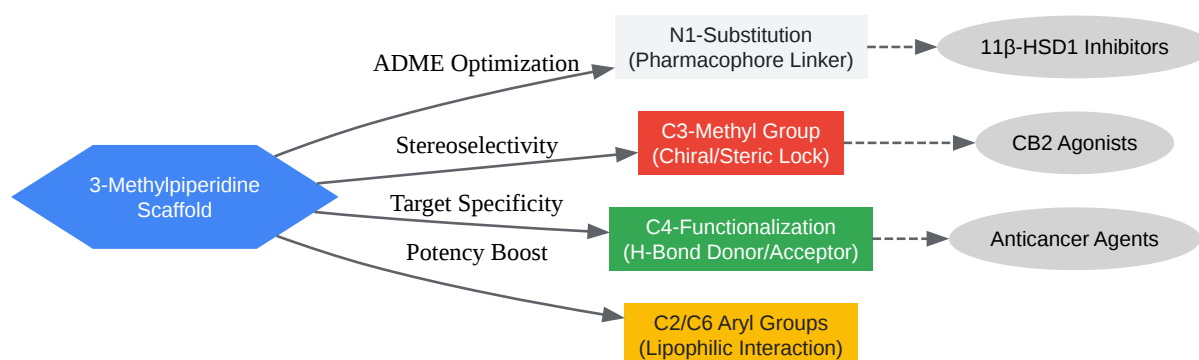 3-Methylpiperidine
Scaffold
ADME Optimization
Stereoselectivity
Target Specificity
Potency Boost
N1-Substitution
(Pharmacophore Linker)
C3-Methyl Group
(Chiral/Steric Lock)
C4-Functionalization
(H-Bond Donor/Acceptor)
C2/C6 Aryl Groups
(Lipophilic Interaction)
11β-HSD1 Inhibitors
CB2 Agonists
Anticancer Agents